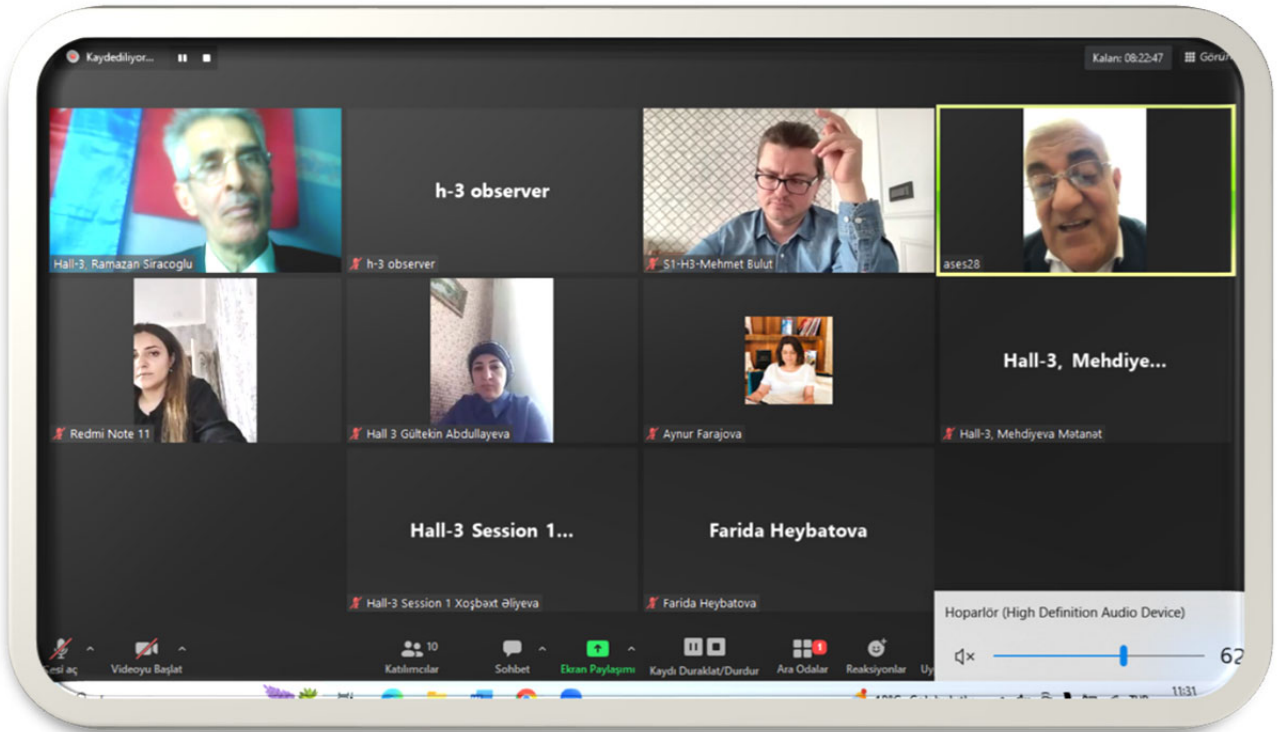 Kaydediliyor...
Kalan: 08:22:47
Hall-3, Ramazan Siracoglu
h-3 observer
h-3 observer
S1-H3-Mehmet Bulut
ases28
Redmi Note 11
Hall 3 Gültekin Abdullayeva
Aynur Farajova
Hall-3, Mehdiye...
Hall-3, Mehdiyeva Mətanət
Hall-3 Session 1...
Hall-3 Session 1 Xoşbəxt Əliyeva
Farida Heybatova
Farida Heybatova
Hoparlör (High Definition Audio Device)
62
Sesi aç
Videoyu Başlat
10
Katılımcılar
Sohbet
Ekran Paylaşımı
Kaydı Duraklat/Durdur
1
Ara Odalar
Reaksiyonlar
11:31